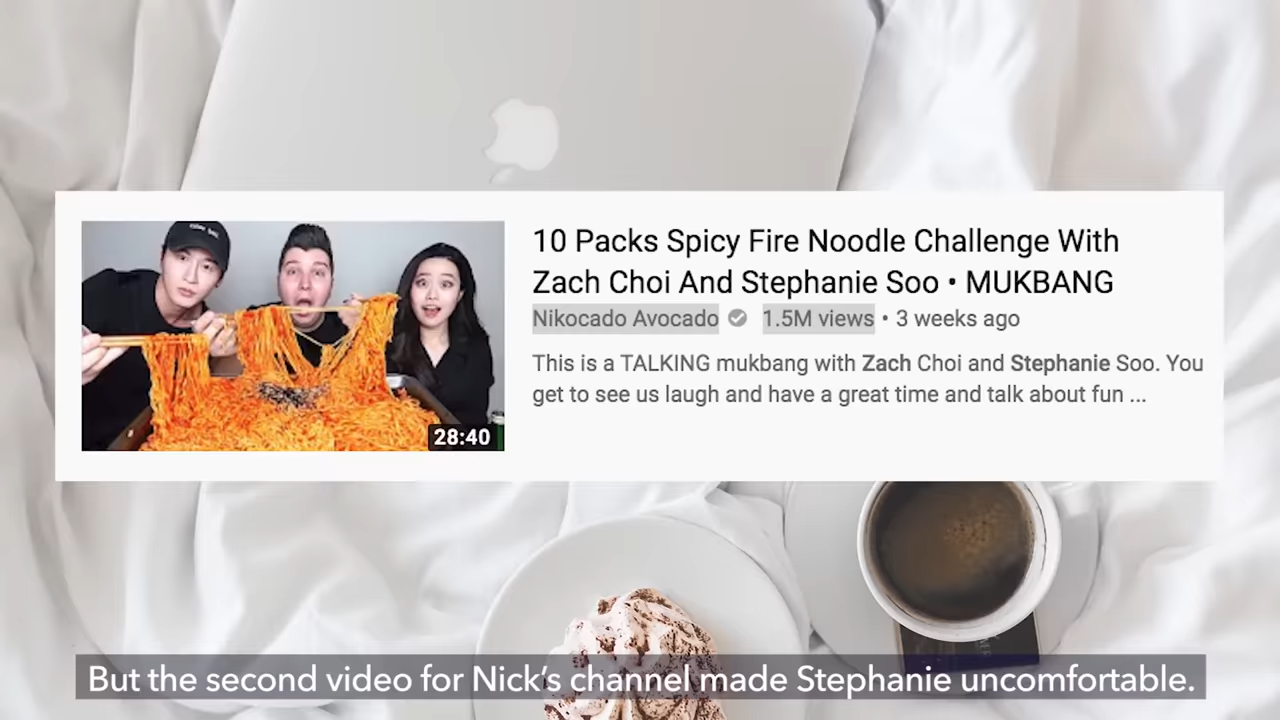 10 Packs Spicy Fire Noodle Challenge With
Zach Choi And Stephanie Soo • MUKBANG
Nikocado Avocado 1.5M views • 3 weeks ago
This is a TALKING mukbang with Zach Choi and Stephanie Soo. You
get to see us laugh and have a great time and talk about fun ...
28:40
But the second video for Nick's channel made Stephanie uncomfortable.